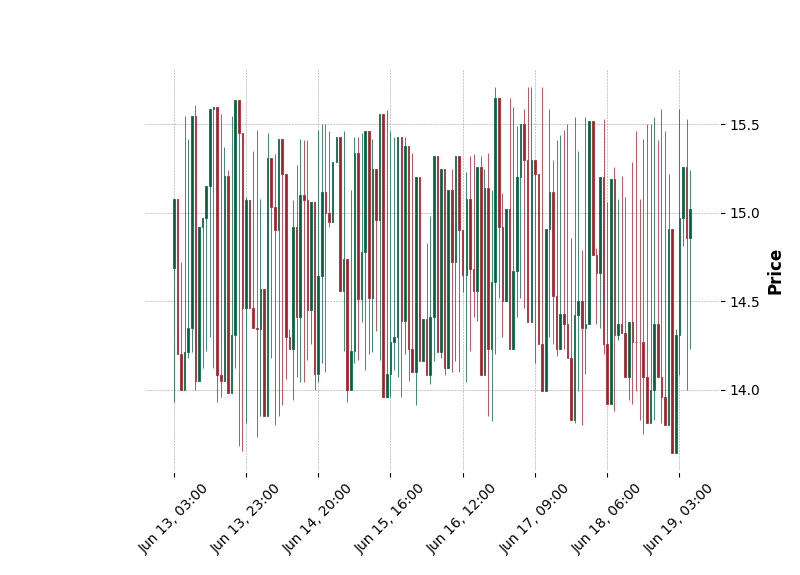 15.5
15.0
14.5
14.0
Price
Jun 13, 03:00
Jun 13, 23:00
Jun 14, 20:00
Jun 15, 16:00
Jun 16, 12:00
Jun 17, 09:00
Jun 18, 06:00
Jun 19, 03:00